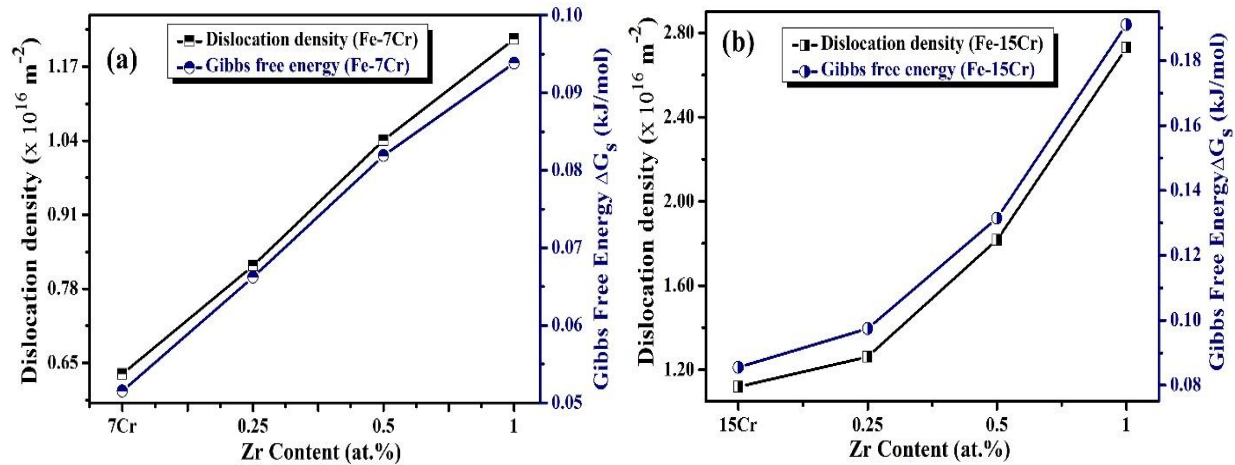 (a)
Dislocation density (Fe-7Cr)
Gibbs free energy (Fe-7Cr)
Dislocation density (x 10¹⁶ m⁻²)
1.17
1.04
0.91
0.78
0.65
0.10
0.09
0.08
0.07
0.06
0.05
Gibbs Free Energy ΔGₛ (kJ/mol)
7Cr 0.25 0.5 1
Zr Content (at.%)
(b)
Dislocation density (Fe-15Cr)
Gibbs free energy (Fe-15Cr)
Dislocation density (x 10¹⁶ m⁻²)
2.80
2.40
2.00
1.60
1.20
0.18
0.16
0.14
0.12
0.10
0.08
Gibbs Free EnergyΔGₛ (kJ/mol)
15Cr 0.25 0.5 1
Zr Content (at.%)